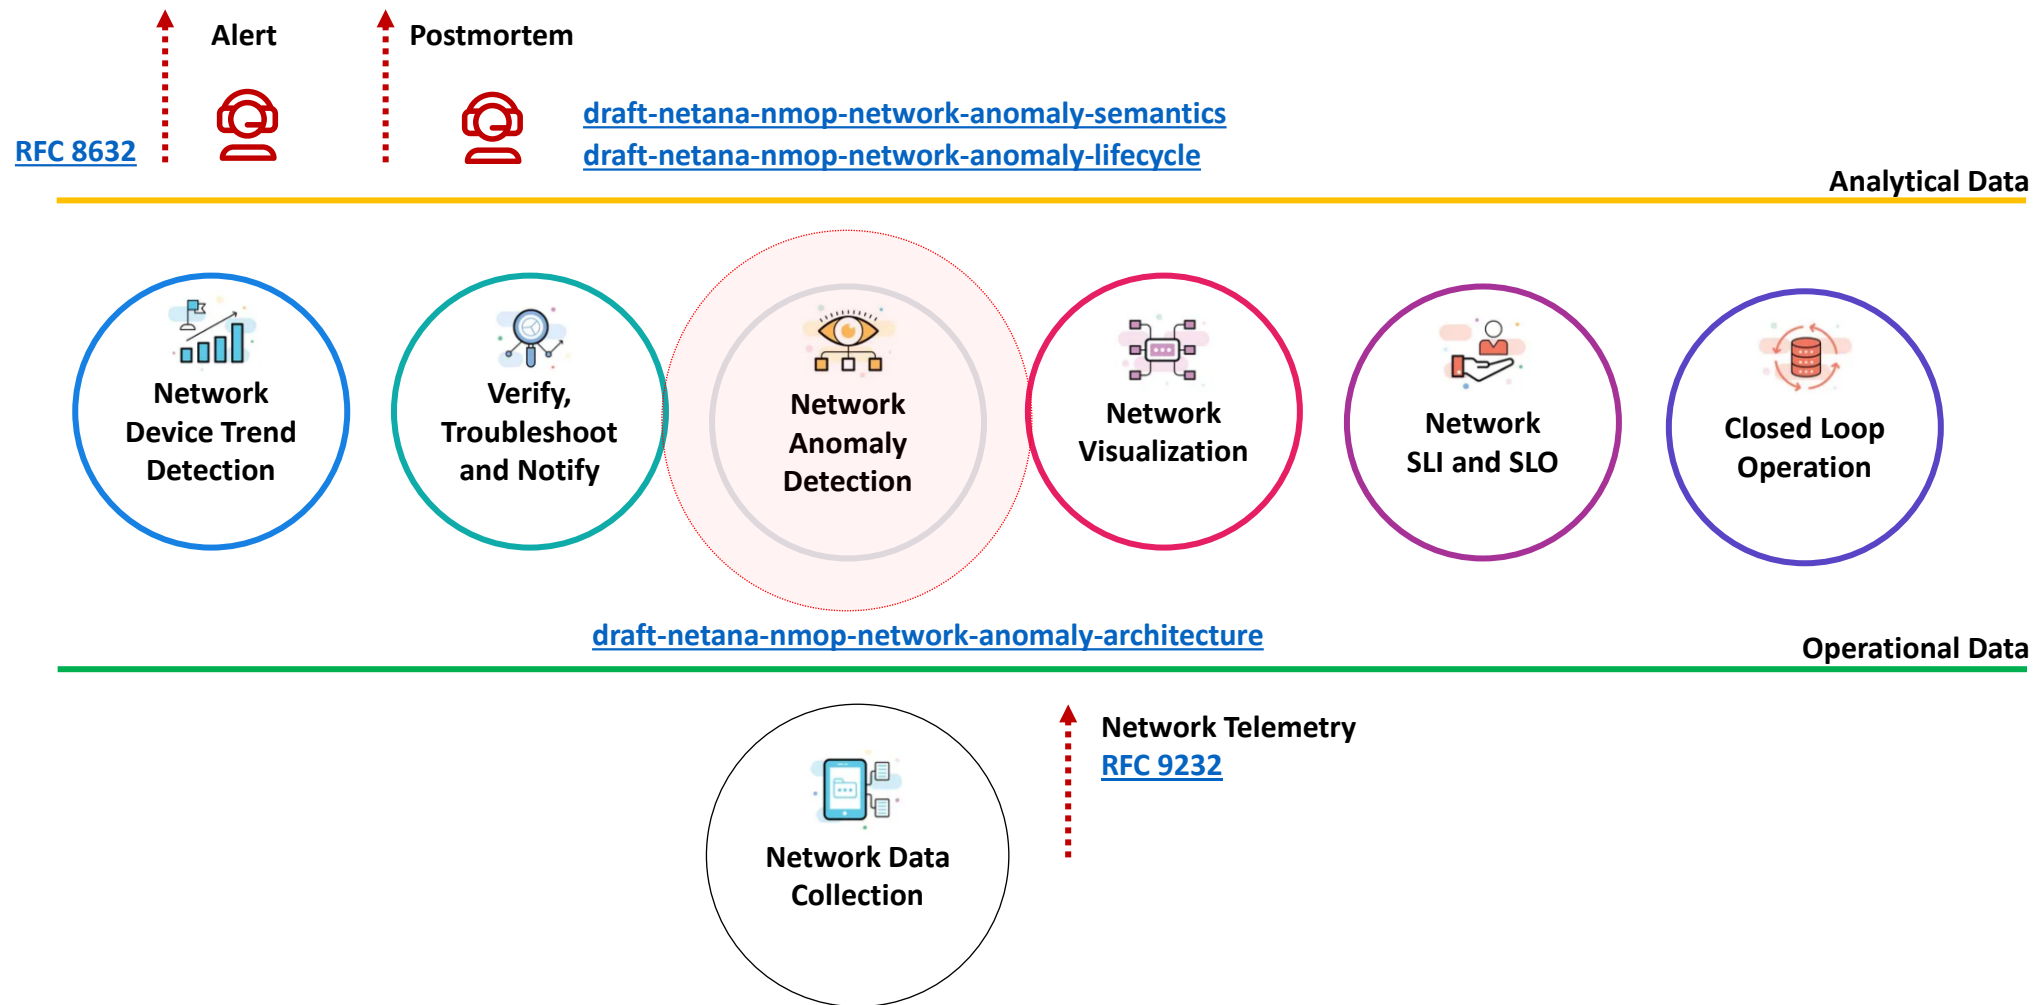 Alert
Postmortem
RFC 8632
draft-netana-nmop-network-anomaly-semantics
draft-netana-nmop-network-anomaly-lifecycle
Analytical Data
Network
Device Trend
Detection
Verify,
Troubleshoot
and Notify
Network
Anomaly
Detection
Network
Visualization
Network
SLI and SLO
Closed Loop
Operation
draft-netana-nmop-network-anomaly-architecture
Operational Data
Network Telemetry
RFC 9232
Network Data
Collection